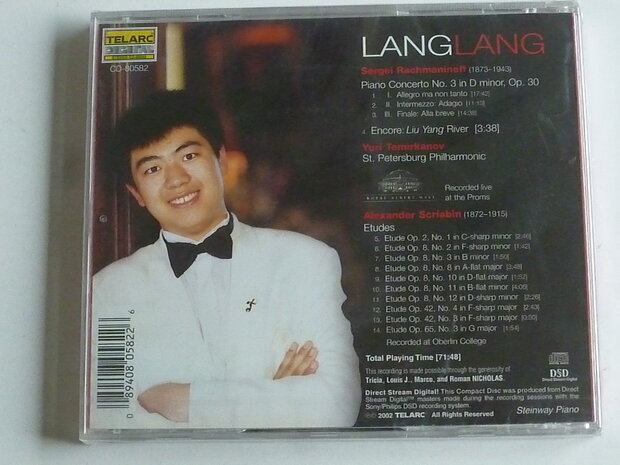 TELARC
DIGITAL
CD-80582
LANGLANG
Sergei Rachmaninoff (1873–1943)
Piano Concerto No. 3 in D minor, Op. 30
1. I. Allegro ma non tanto [17:42]
2. II. Intermezzo: Adagio [11:13]
3. III. Finale: Alla breve [14:38]
4. Encore: Liu Yang River [3:38]
Yuri Temirkanov
St. Petersburg Philharmonic
ROYAL ALBERT HALL
Recorded live
at the Proms
Alexander Scriabin (1872–1915)
Etudes
5. Etude Op. 2, No. 1 in C-sharp minor [2:46]
6. Etude Op. 8, No. 2 in F-sharp minor [1:42]
7. Etude Op. 8, No. 3 in B minor [1:50]
8. Etude Op. 8, No. 8 in A-flat major [3:48]
9. Etude Op. 8, No. 10 in D-flat major [1:52]
10. Etude Op. 8, No. 11 in B-flat minor [4:06]
11. Etude Op. 8, No. 12 in D-sharp minor [2:26]
12. Etude Op. 42, No. 4 in F-sharp major [2:43]
13. Etude Op. 42, No. 3 in F-sharp major [0:50]
14. Etude Op. 65, No. 3 in G major [1:54]
Recorded at Oberlin College
Total Playing Time [71:48]
This recording is made possible through the generosity of
Tricia, Louis J., Marco, and Roman NICHOLAS.
Direct Stream Digital! This Compact Disc was produced from Direct
Stream Digital™ masters made during the recording sessions with the
Sony/Philips DSD recording system.
©℗ 2002 TELARC All Rights Reserved
DSD
Direct Stream Digital
Steinway Piano
0 89408 05822 6